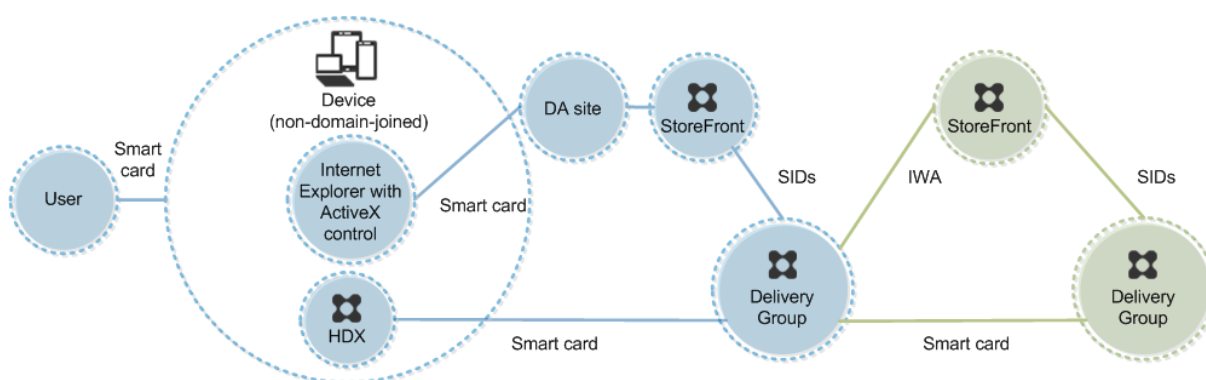 User
Smart
card
Device
(non-domain-joined)
Internet
Explorer with
ActiveX
control
HDX
Smart card
DA site
StoreFront
SIDs
Delivery
Group
Smart card
IWA
StoreFront
SIDs
Delivery
Group
Smart card